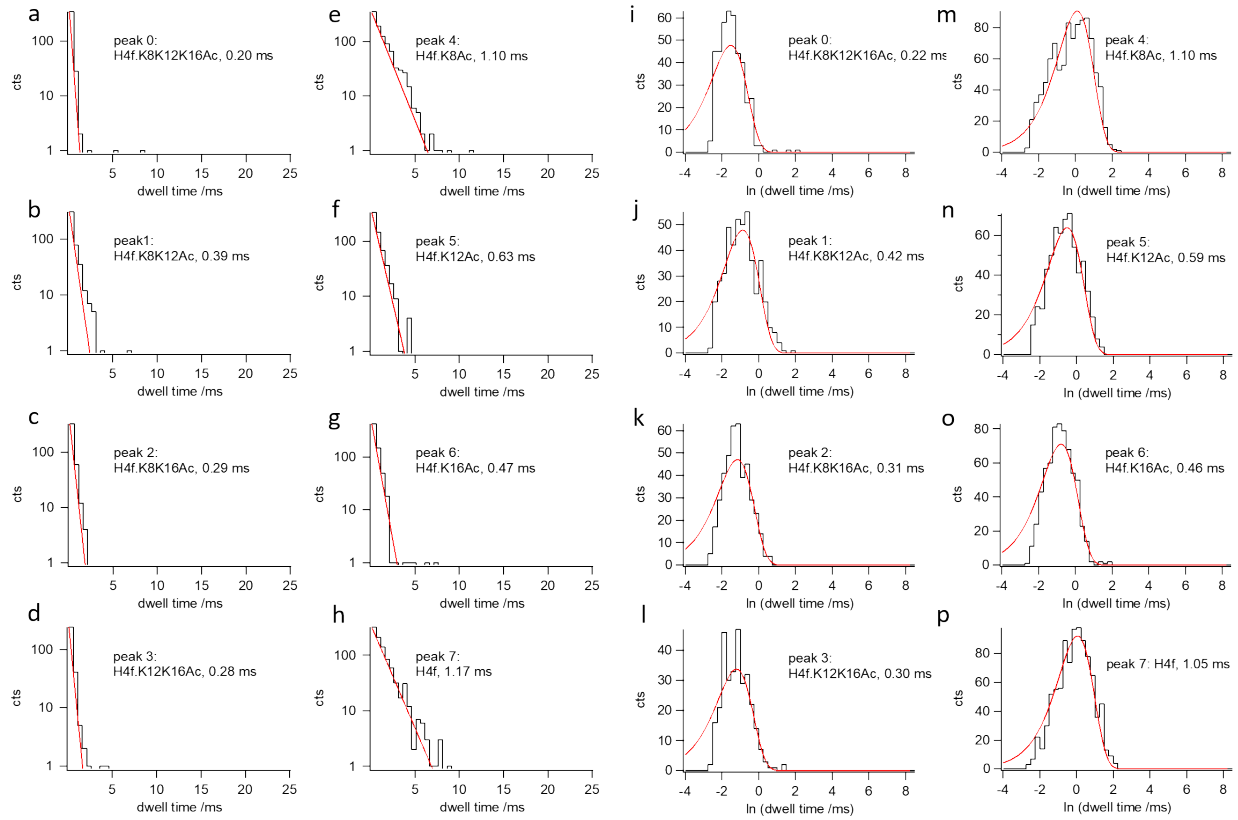 a
peak 0:
H4f.K8K12K16Ac, 0.20 ms
cts
100
10
1
5 10 15 20 25
dwell time /ms
e
peak 4:
H4f.K8Ac, 1.10 ms
cts
100
10
1
5 10 15 20 25
dwell time /ms
i
peak 0:
H4f.K8K12K16Ac, 0.22 ms
cts
60
50
40
30
20
10
0
-4 -2 0 2 4 6 8
ln (dwell time /ms)
m
peak 4:
H4f.K8Ac, 1.10 ms
cts
80
60
40
20
0
-4 -2 0 2 4 6 8
ln (dwell time /ms)
b
peak1:
H4f.K8K12Ac, 0.39 ms
cts
100
10
1
5 10 15 20 25
dwell time /ms
f
peak 5:
H4f.K12Ac, 0.63 ms
cts
100
10
1
5 10 15 20 25
dwell time /ms
j
peak 1:
H4f.K8K12Ac, 0.42 ms
cts
50
40
30
20
10
0
-4 -2 0 2 4 6 8
ln (dwell time /ms)
n
peak 5:
H4f.K12Ac, 0.59 ms
cts
60
40
20
0
-4 -2 0 2 4 6 8
ln (dwell time /ms)
c
peak 2:
H4f.K8K16Ac, 0.29 ms
cts
100
10
1
5 10 15 20 25
dwell time /ms
g
peak 6:
H4f.K16Ac, 0.47 ms
cts
100
10
1
5 10 15 20 25
dwell time /ms
k
peak 2:
H4f.K8K16Ac, 0.31 ms
cts
60
50
40
30
20
10
0
-4 -2 0 2 4 6 8
ln (dwell time /ms)
o
peak 6:
H4f.K16Ac, 0.46 ms
cts
80
60
40
20
0
-4 -2 0 2 4 6 8
ln (dwell time /ms)
d
peak 3:
H4f.K12K16Ac, 0.28 ms
cts
100
10
1
5 10 15 20 25
dwell time /ms
h
peak 7:
H4f, 1.17 ms
cts
100
10
1
5 10 15 20 25
dwell time /ms
l
peak 3:
H4f.K12K16Ac, 0.30 ms
cts
40
30
20
10
0
-4 -2 0 2 4 6 8
ln (dwell time /ms)
p
peak 7: H4f, 1.05 ms
cts
80
60
40
20
0
-4 -2 0 2 4 6 8
ln (dwell time /ms)